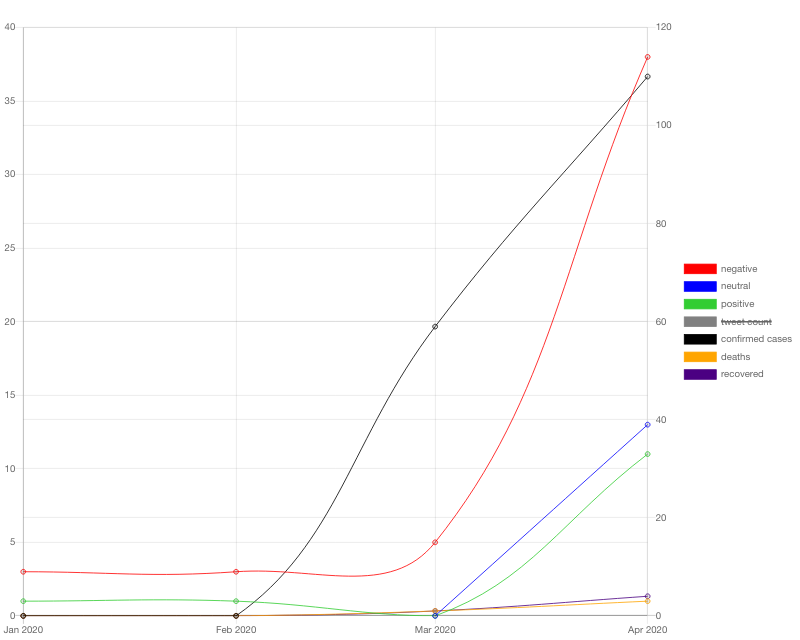 40
120
35
100
30
80
25
negative
neutral
positive
20
60
tweet count
confirmed cases
deaths
recovered
15
40
10
20
5
0
0
Jan 2020
Feb 2020
Mar 2020
Apr 2020